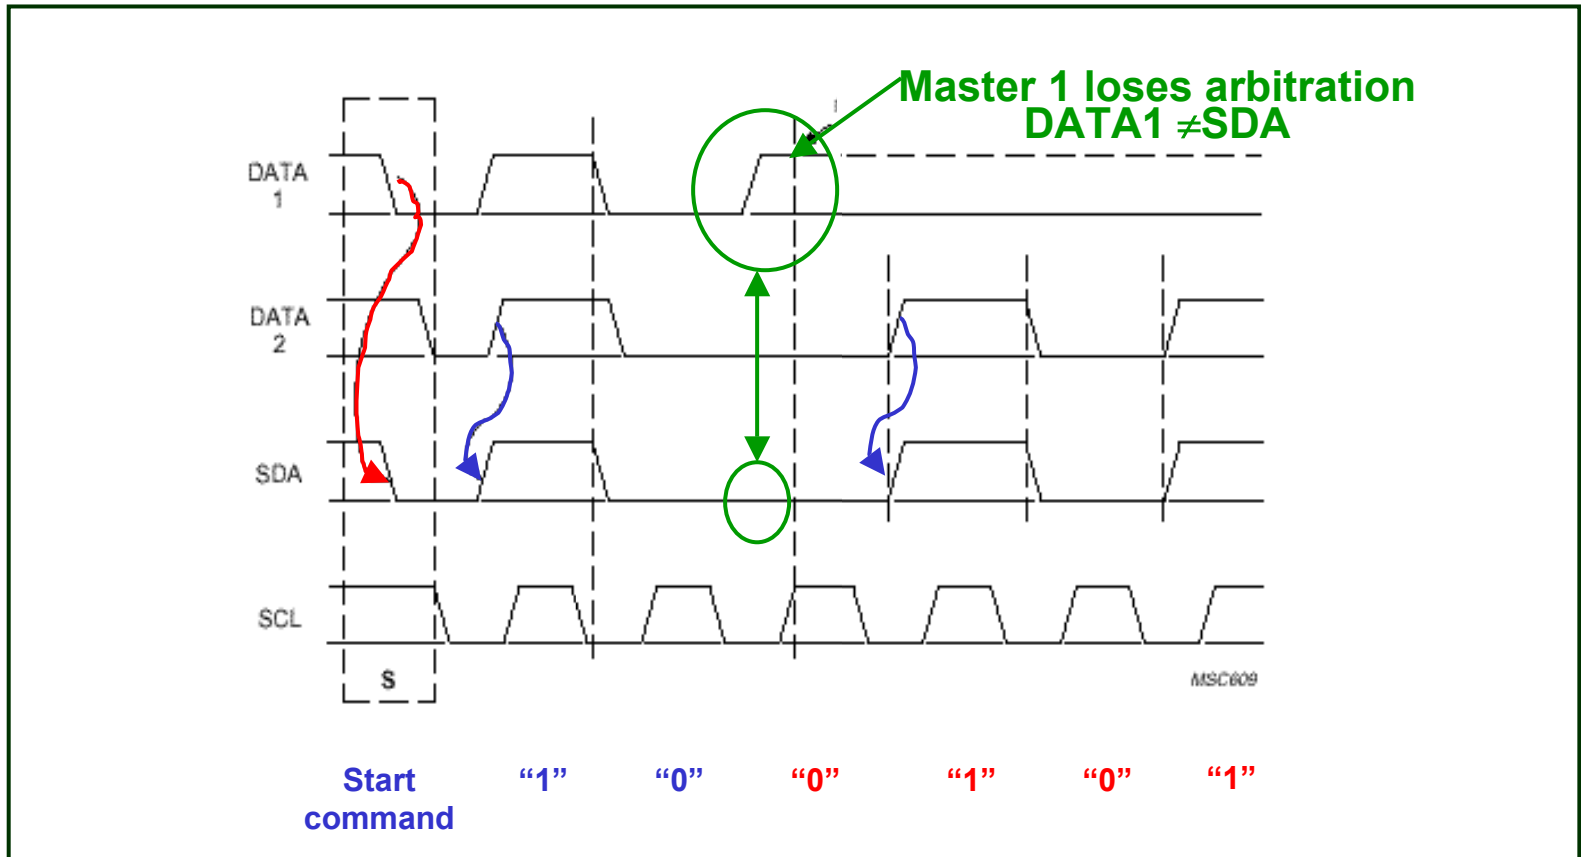 Master 1 loses arbitration
DATA1 ≠SDA
DATA
1
DATA
2
SDA
SCL
S
MSC609
Start
command
“1”
“0”
“0”
“1”
“0”
“1”